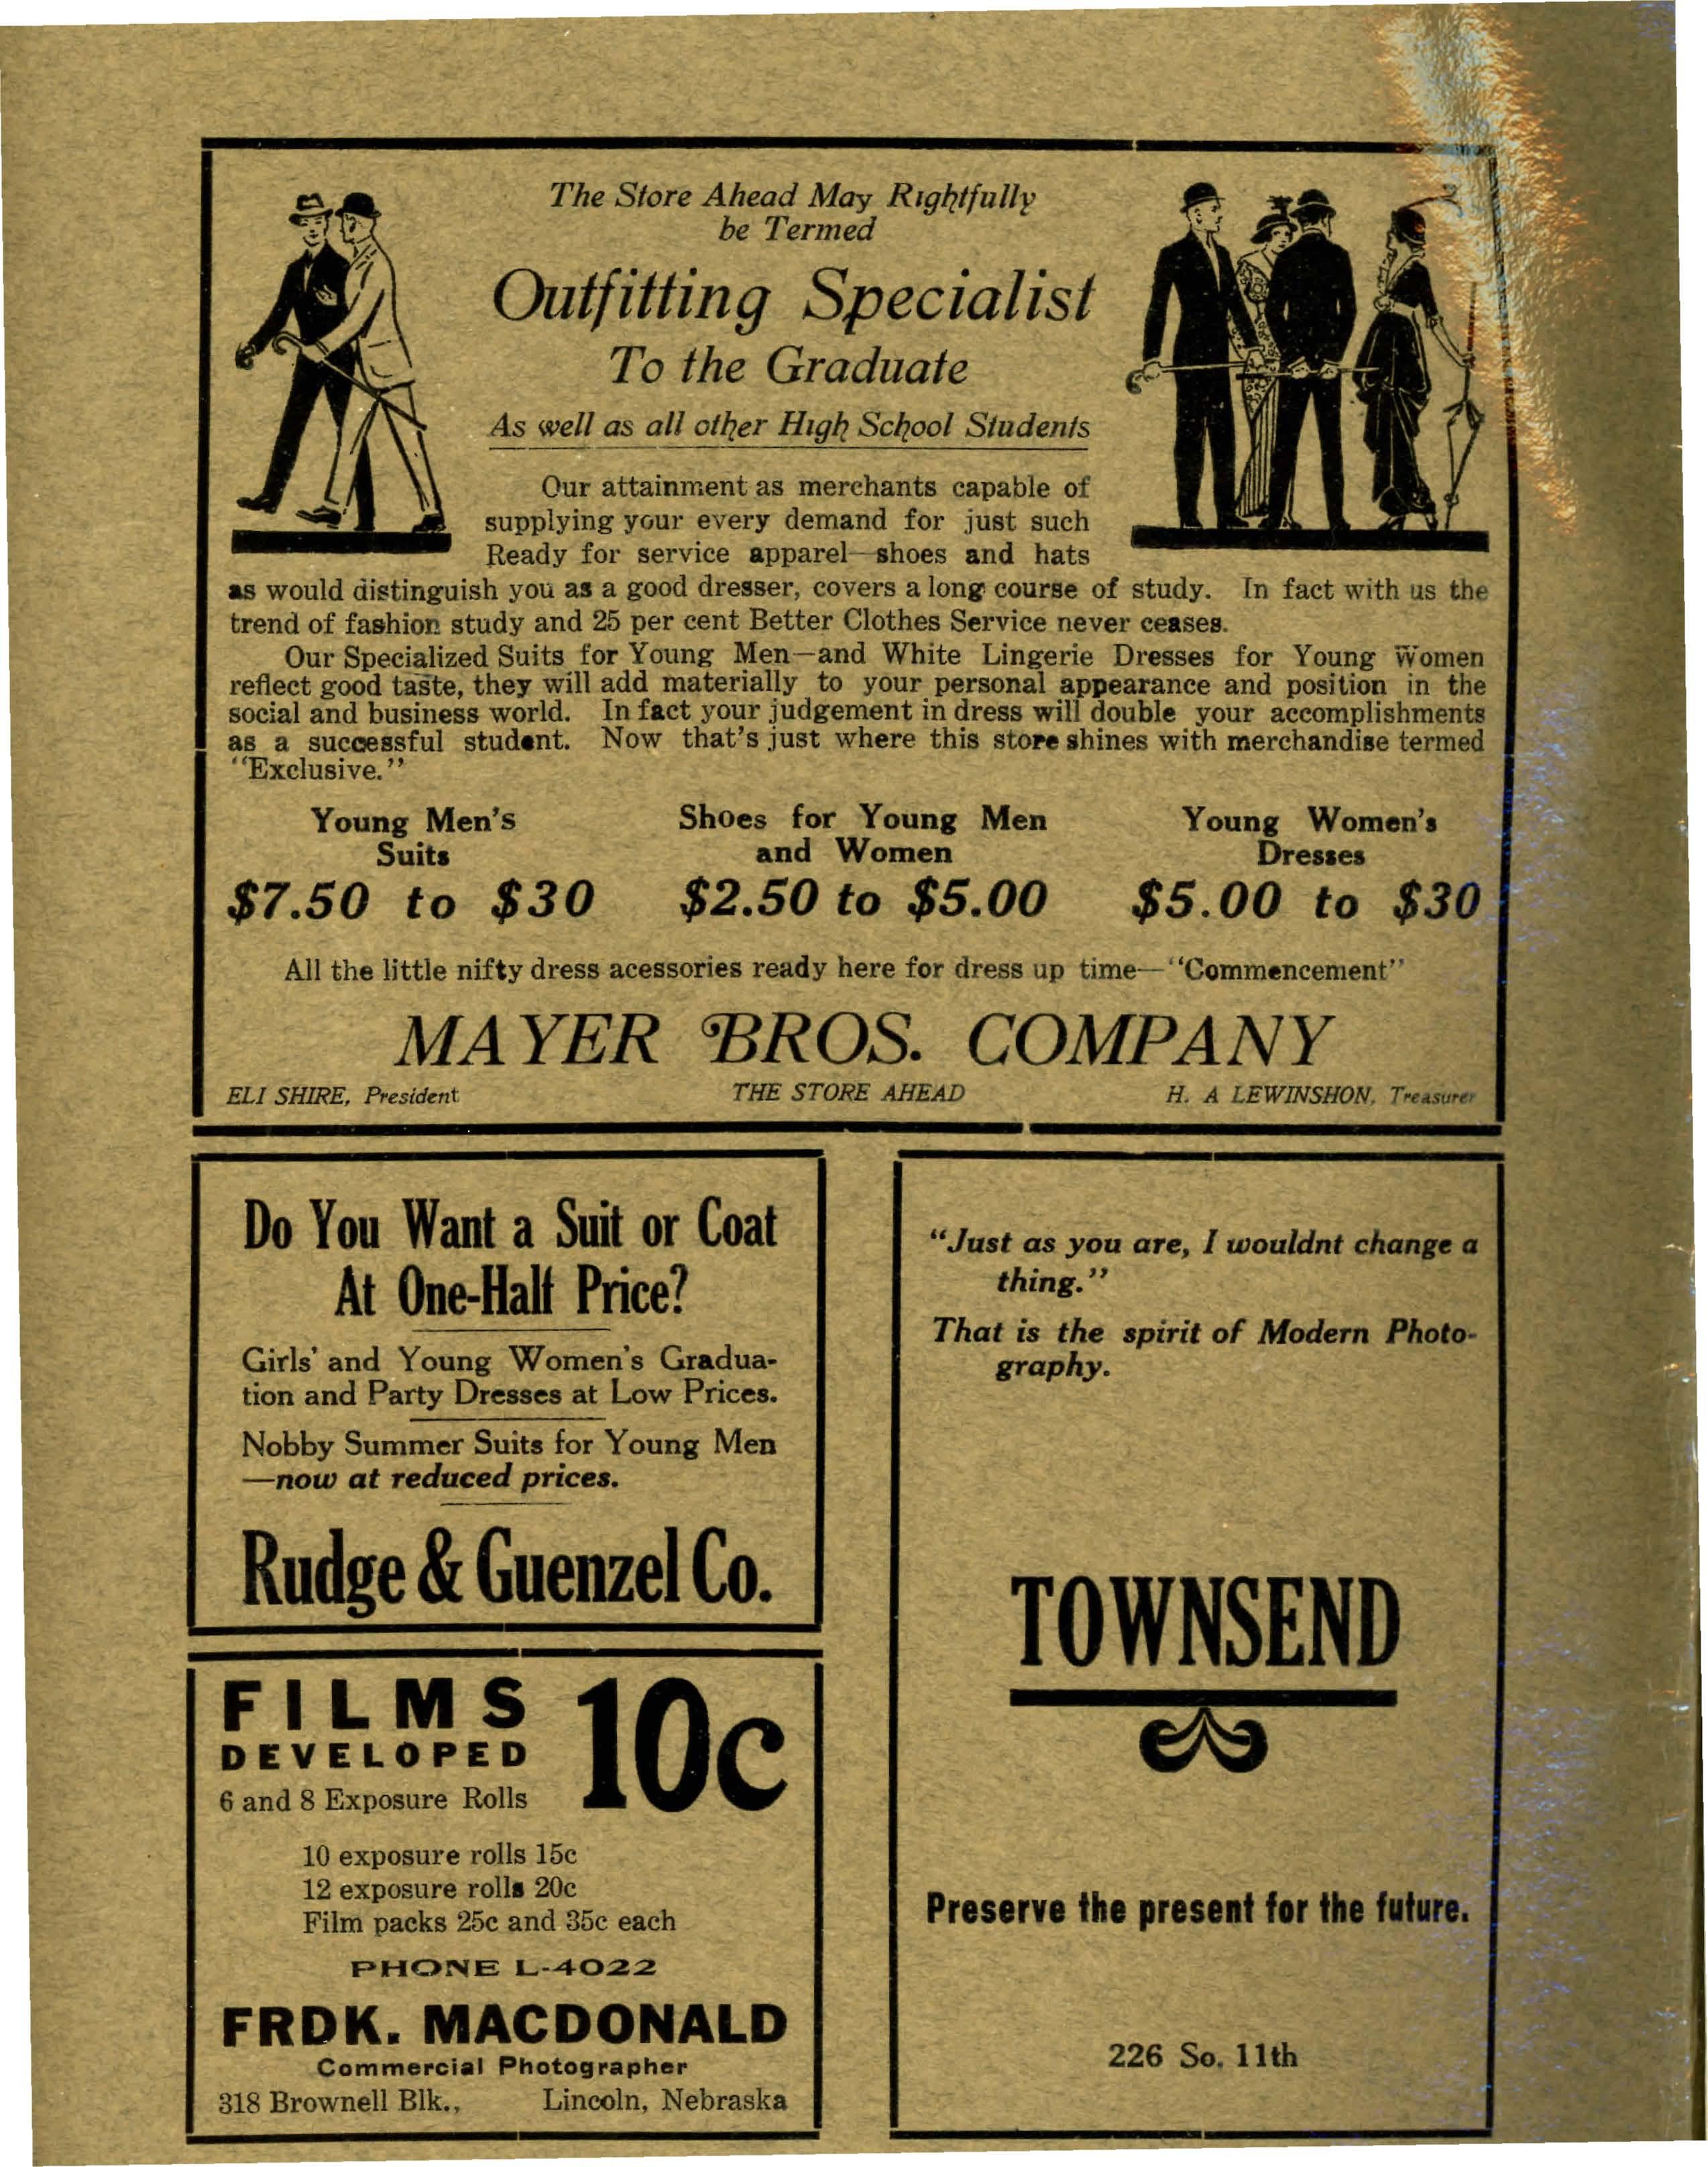 The Store Ahead May Rightfully
be Termed
Outfitting Specialist
To the Graduate
As well as all other High School Students
Our attainment as merchants capable of
supplying your every demand for just such
Ready for service apparel—shoes and hats
as would distinguish you as a good dresser, covers a long course of study. In fact with us the
trend of fashion study and 25 per cent Better Clothes Service never ceases.
Our Specialized Suits for Young Men—and White Lingerie Dresses for Young Women
reflect good taste, they will add materially to your personal appearance and position in the
social and business world. In fact your judgement in dress will double your accomplishments
as a successful student. Now that's just where this store shines with merchandise termed
"Exclusive."
Young Men's
Suits
$7.50 to $30
Shoes for Young Men
and Women
$2.50 to $5.00
Young Women's
Dresses
$5.00 to $30
All the little nifty dress acessories ready here for dress up time—"Commencement"
MAYER BROS. COMPANY
ELI SHIRE, President THE STORE AHEAD H. A LEWINSHON, Treasurer
Do You Want a Suit or Coat
At One-Half Price?
Girls' and Young Women's Gradua-
tion and Party Dresses at Low Prices.
Nobby Summer Suits for Young Men
—now at reduced prices.
Rudge & Guenzel Co.
FILMS
DEVELOPED
6 and 8 Exposure Rolls
10c
10 exposure rolls 15c
12 exposure rolls 20c
Film packs 25c and 35c each
PHONE L-4022
FRDK. MACDONALD
Commercial Photographer
318 Brownell Blk., Lincoln, Nebraska
"Just as you are, I wouldnt change a
thing."
That is the spirit of Modern Photo-
graphy.
TOWNSEND
Preserve the present for the future.
226 So. 11th